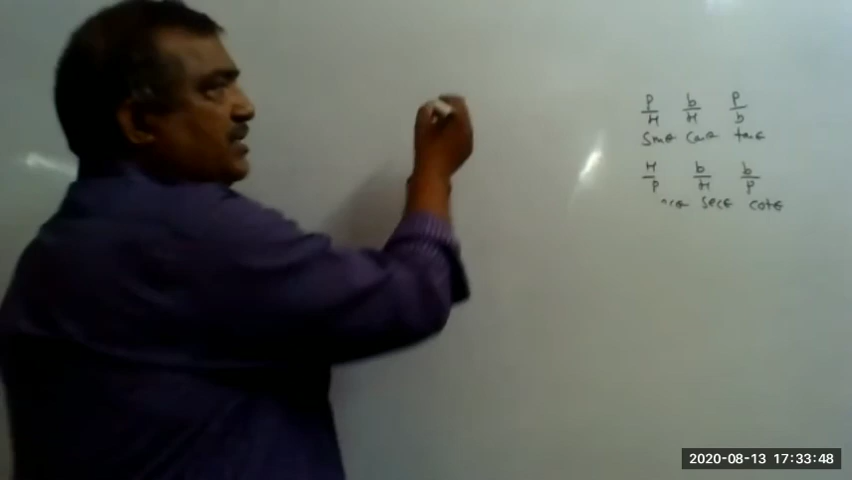 P/H b/H P/b
Sinθ Cosθ tanθ
H/P b/H b/P
secθ cotθ
2020-08-13 17:33:48